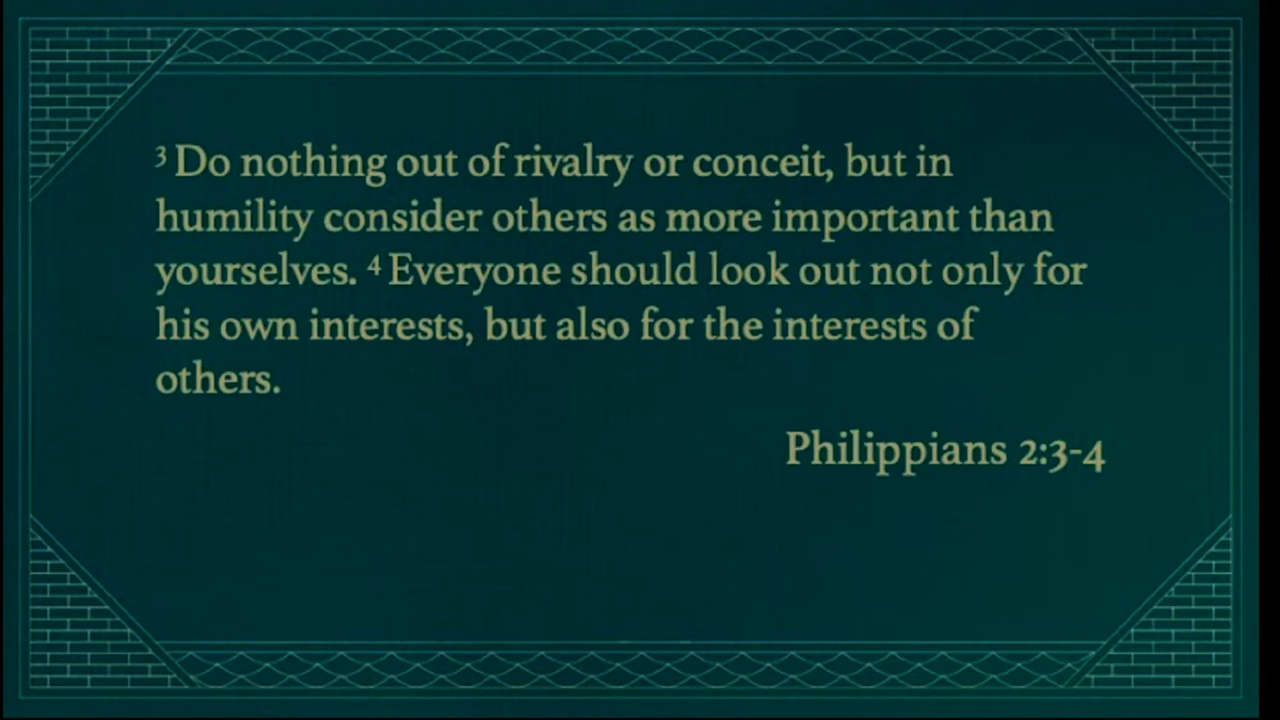 ³ Do nothing out of rivalry or conceit, but in
humility consider others as more important than
yourselves. ⁴ Everyone should look out not only for
his own interests, but also for the interests of
others.
Philippians 2:3-4